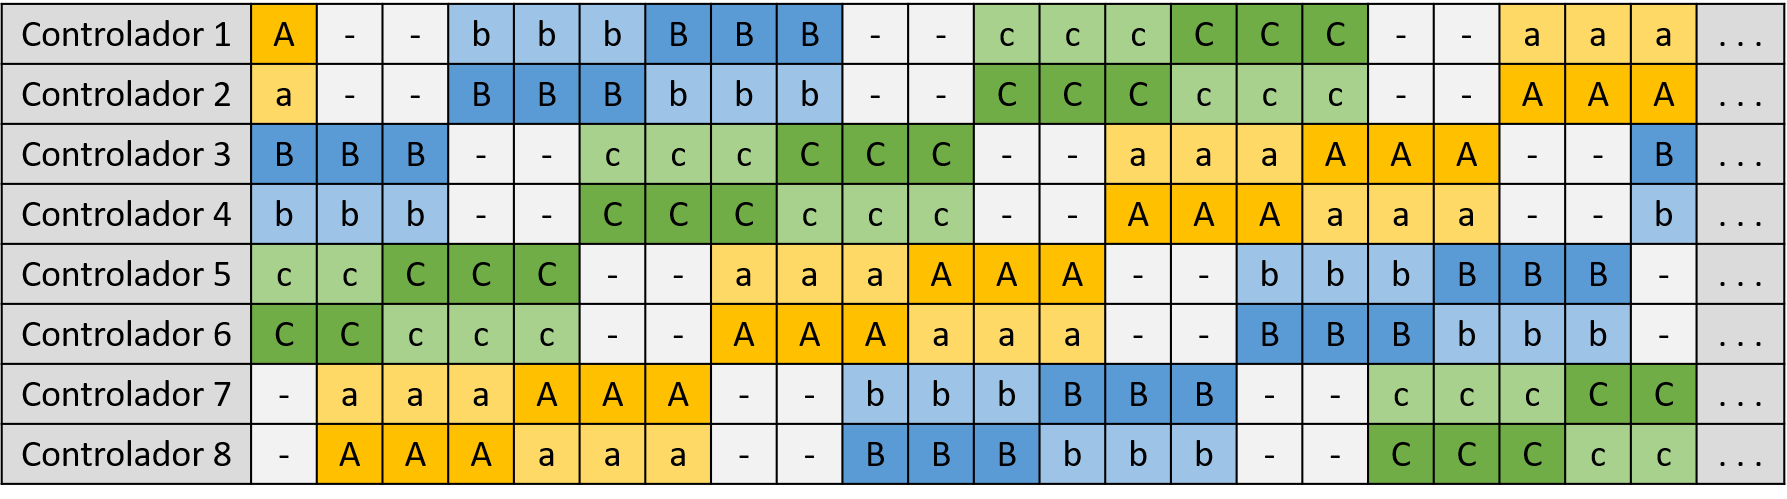 Controlador 1 A - - b b b B B B - - c c c C C C - - a a a ...
Controlador 2 a - - B B B b b b - - C C C c c c - - A A A ...
Controlador 3 B B B - - c c c C C C - - a a a A A A - - B ...
Controlador 4 b b b - - C C C c c c - - A A A a a a - - b ...
Controlador 5 c c C C C - - a a a A A A - - b b b B B B - ...
Controlador 6 C C c c c - - A A A a a a - - B B B b b b - ...
Controlador 7 - a a a A A A - - b b b B B B - - c c c C C ...
Controlador 8 - A A A a a a - - B B B b b b - - C C C c c ...